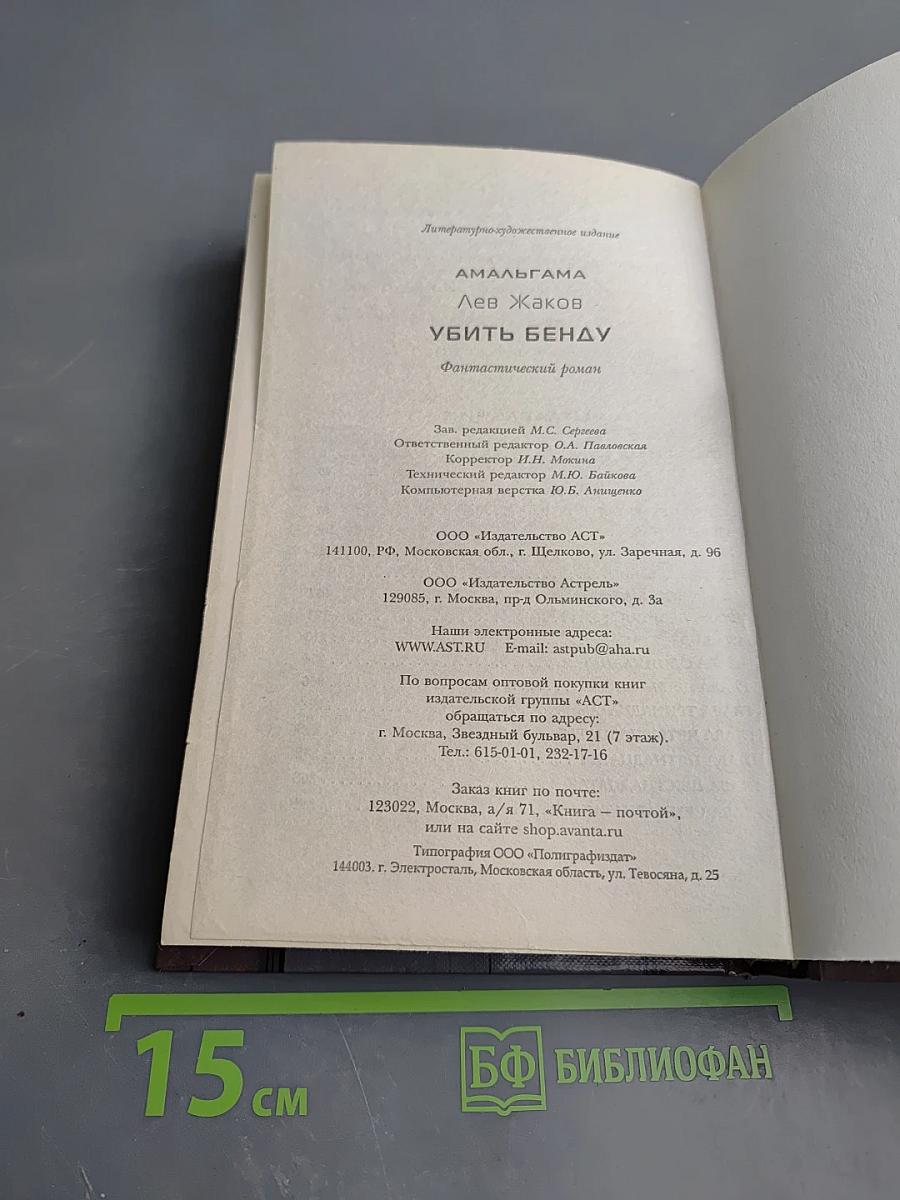 Литературно-художественное издание
АМАЛЬГАМА
Лев Жаков
УБИТЬ БЕНДУ
Фантастический роман
Зав. редакцией М.С. Сергеева
Ответственный редактор О.А. Павловская
Корректор И.Н. Мокина
Технический редактор М.Ю. Байкова
Компьютерная верстка Ю.Б. Анищенко
ООО «Издательство АСТ»
141100, РФ, Московская обл., г. Щелково, ул. Заречная, д. 96
ООО «Издательство Астрель»
129085, г. Москва, пр-д Ольминского, д. 3а
Наши электронные адреса:
WWW.AST.RU E-mail: astpub@aha.ru
По вопросам оптовой покупки книг
издательской группы «АСТ»
обращаться по адресу:
г. Москва, Звездный бульвар, 21 (7 этаж).
Тел.: 615-01-01, 232-17-16
Заказ книг по почте:
123022, Москва, а/я 71, «Книга – почтой»,
или на сайте shop.avanta.ru
Типография ООО «Полиграфиздат»
144003. г. Электросталь, Московская область, ул. Тевосяна, д. 25
15 см
БФ БИБЛИОФАН